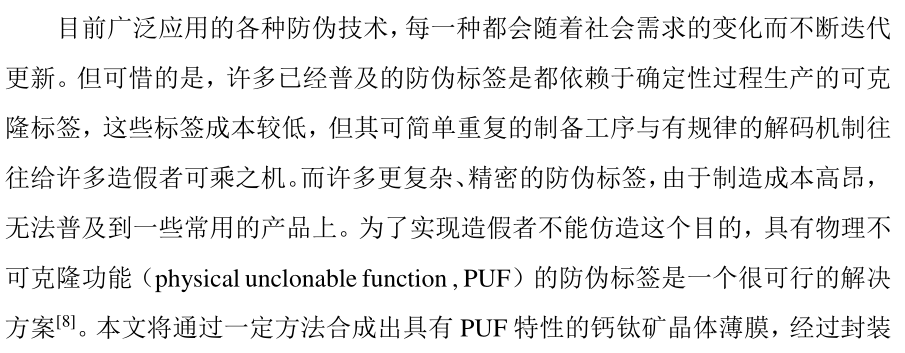 目前广泛应用的各种防伪技术，每一种都会随着社会需求的变化而不断迭代
更新。但可惜的是，许多已经普及的防伪标签是都依赖于确定性过程生产的可克
隆标签，这些标签成本较低，但其可简单重复的制备工序与有规律的解码机制往
往给许多造假者可乘之机。而许多更复杂、精密的防伪标签，由于制造成本高昂，
无法普及到一些常用的产品上。为了实现造假者不能仿造这个目的，具有物理不
可克隆功能（physical unclonable function , PUF）的防伪标签是一个很可行的解决
方案[8]。本文将通过一定方法合成出具有 PUF 特性的钙钛矿晶体薄膜，经过封装